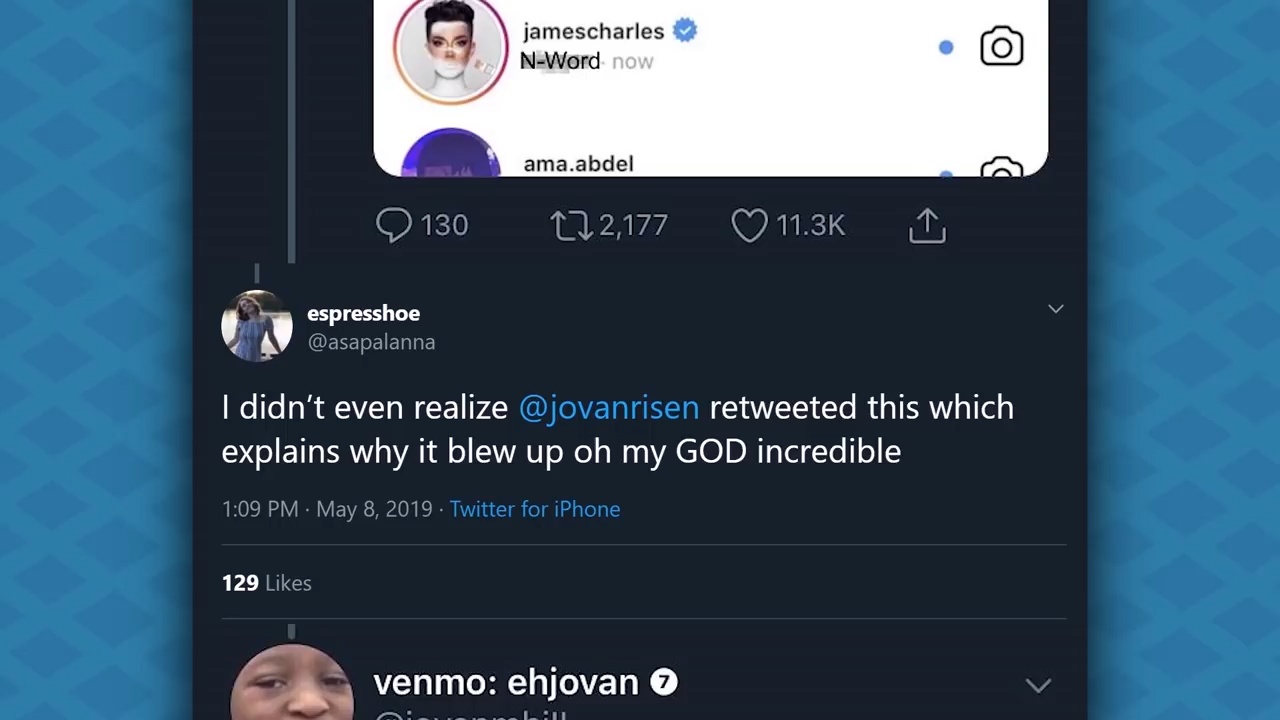 jamescharles
N-Word · now
ama.abdel
130 2,177 11.3K
espresshoe
@asapalanna
I didn’t even realize @jovanrisen retweeted this which
explains why it blew up oh my GOD incredible
1:09 PM · May 8, 2019 · Twitter for iPhone
129 Likes
venmo: ehjovan 7